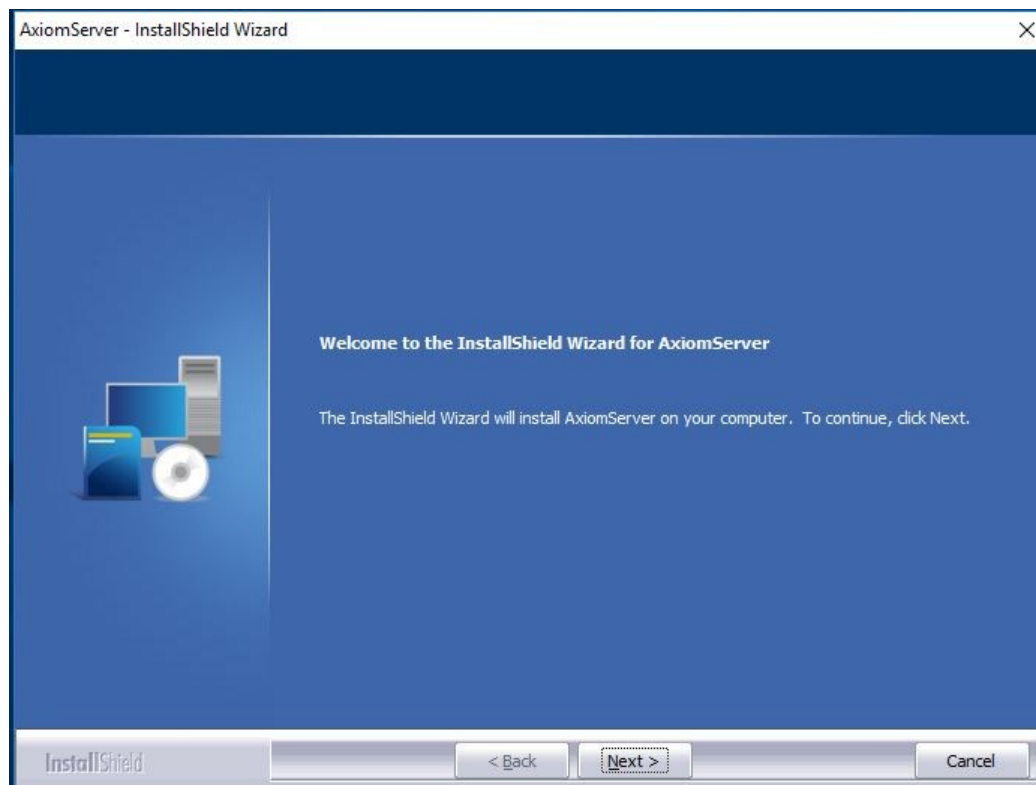 AxiomServer - InstallShield Wizard
Welcome to the InstallShield Wizard for AxiomServer
The InstallShield Wizard will install AxiomServer on your computer. To continue, click Next.
InstallShield
< Back
Next >
Cancel